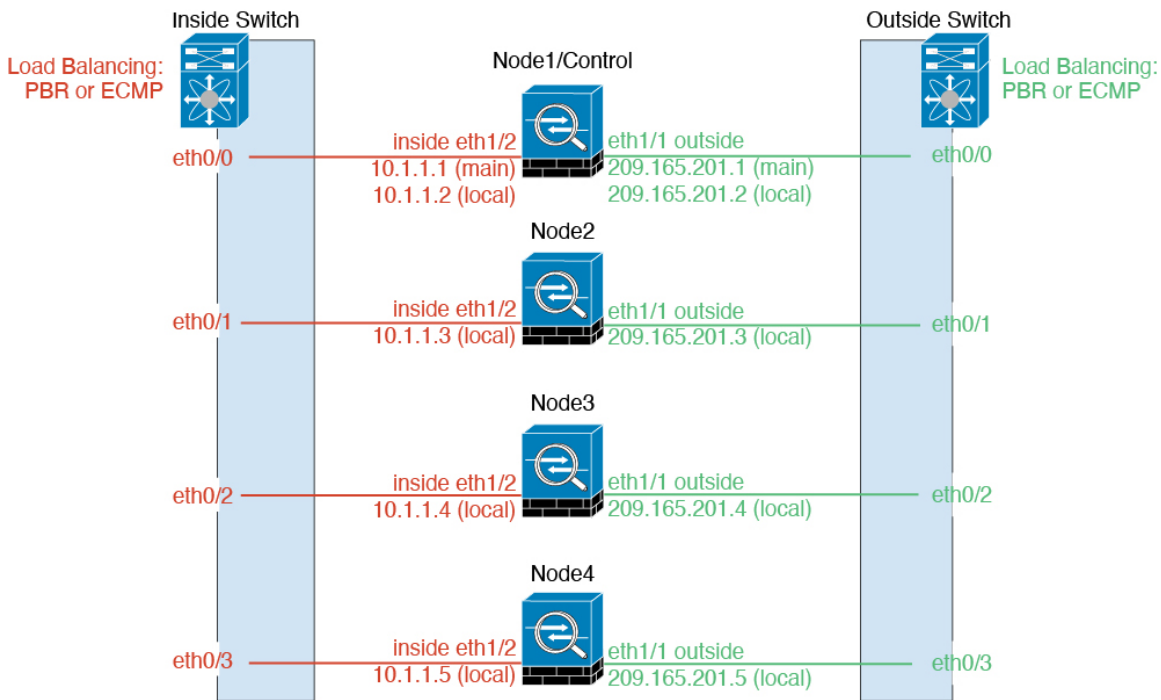 Inside Switch
Outside Switch
Load Balancing:
PBR or ECMP
Node1/Control
Load Balancing:
PBR or ECMP
eth0/0
inside eth1/2
10.1.1.1 (main)
10.1.1.2 (local)
eth1/1 outside
209.165.201.1 (main)
209.165.201.2 (local)
eth0/0
Node2
eth0/1
inside eth1/2
10.1.1.3 (local)
eth1/1 outside
209.165.201.3 (local)
eth0/1
Node3
eth0/2
inside eth1/2
10.1.1.4 (local)
eth1/1 outside
209.165.201.4 (local)
eth0/2
Node4
eth0/3
inside eth1/2
10.1.1.5 (local)
eth1/1 outside
209.165.201.5 (local)
eth0/3